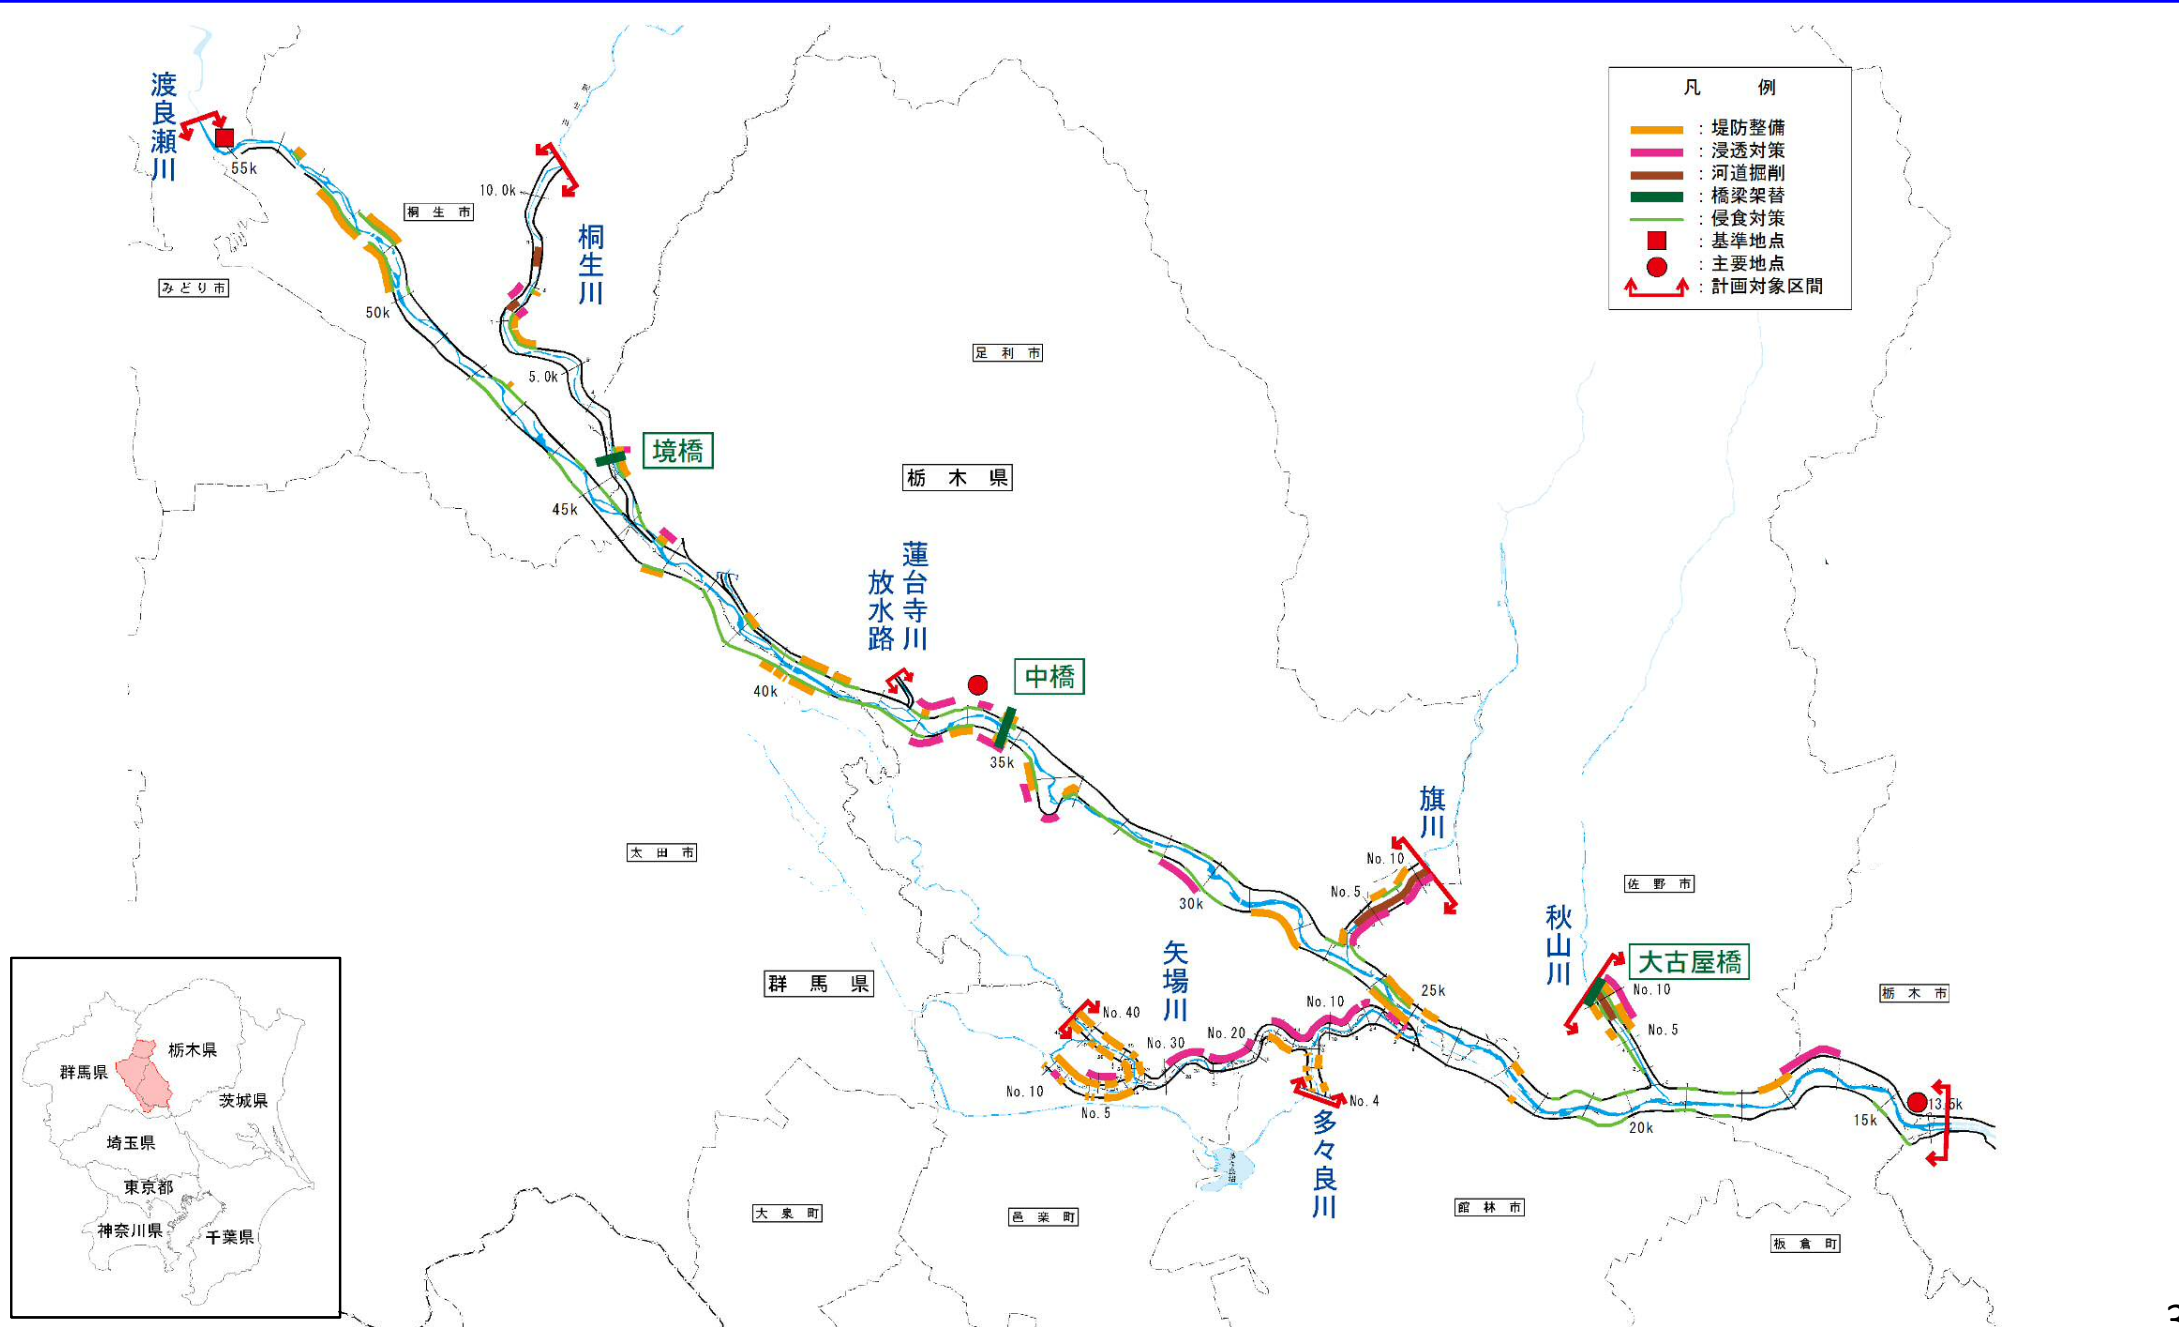 凡 例
：堤防整備
：浸透対策
：河道掘削
：橋梁架替
：侵食対策
：基準地点
：主要地点
：計画対象区間
渡良瀬川
55k
10.0k
桐生市
桐生川
みどり市
50k
足利市
5.0k
境橋
栃木県
45k
蓮台寺川
放水路
中橋
40k
35k
旗川
太田市
No.10
No.5
佐野市
30k
秋山川
矢場川
大古屋橋
群馬県
25k
No.10
栃木市
No.40
No.10
No.5
No.20
No.30
No.10
No.5
No.4
13.5k
20k
15k
多々良川
大泉町
邑楽町
館林市
板倉町
栃木県
群馬県
茨城県
埼玉県
東京都
神奈川県
千葉県